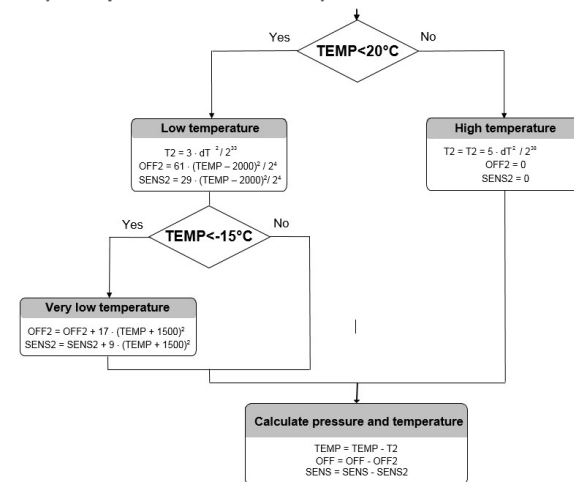 Yes
No
TEMP<20°C
Low temperature
T2 = 3 · dT ² / 2³³
OFF2 = 61 · (TEMP – 2000)² / 2⁴
SENS2 = 29 · (TEMP – 2000)²/ 2⁴
High temperature
T2 = T2 = 5 · dT² / 2³⁸
OFF2 = 0
SENS2 = 0
Yes
No
TEMP<-15°C
Very low temperature
OFF2 = OFF2 + 17 · (TEMP + 1500)²
SENS2 = SENS2 + 9 · (TEMP + 1500)²
Calculate pressure and temperature
TEMP = TEMP - T2
OFF = OFF - OFF2
SENS = SENS - SENS2